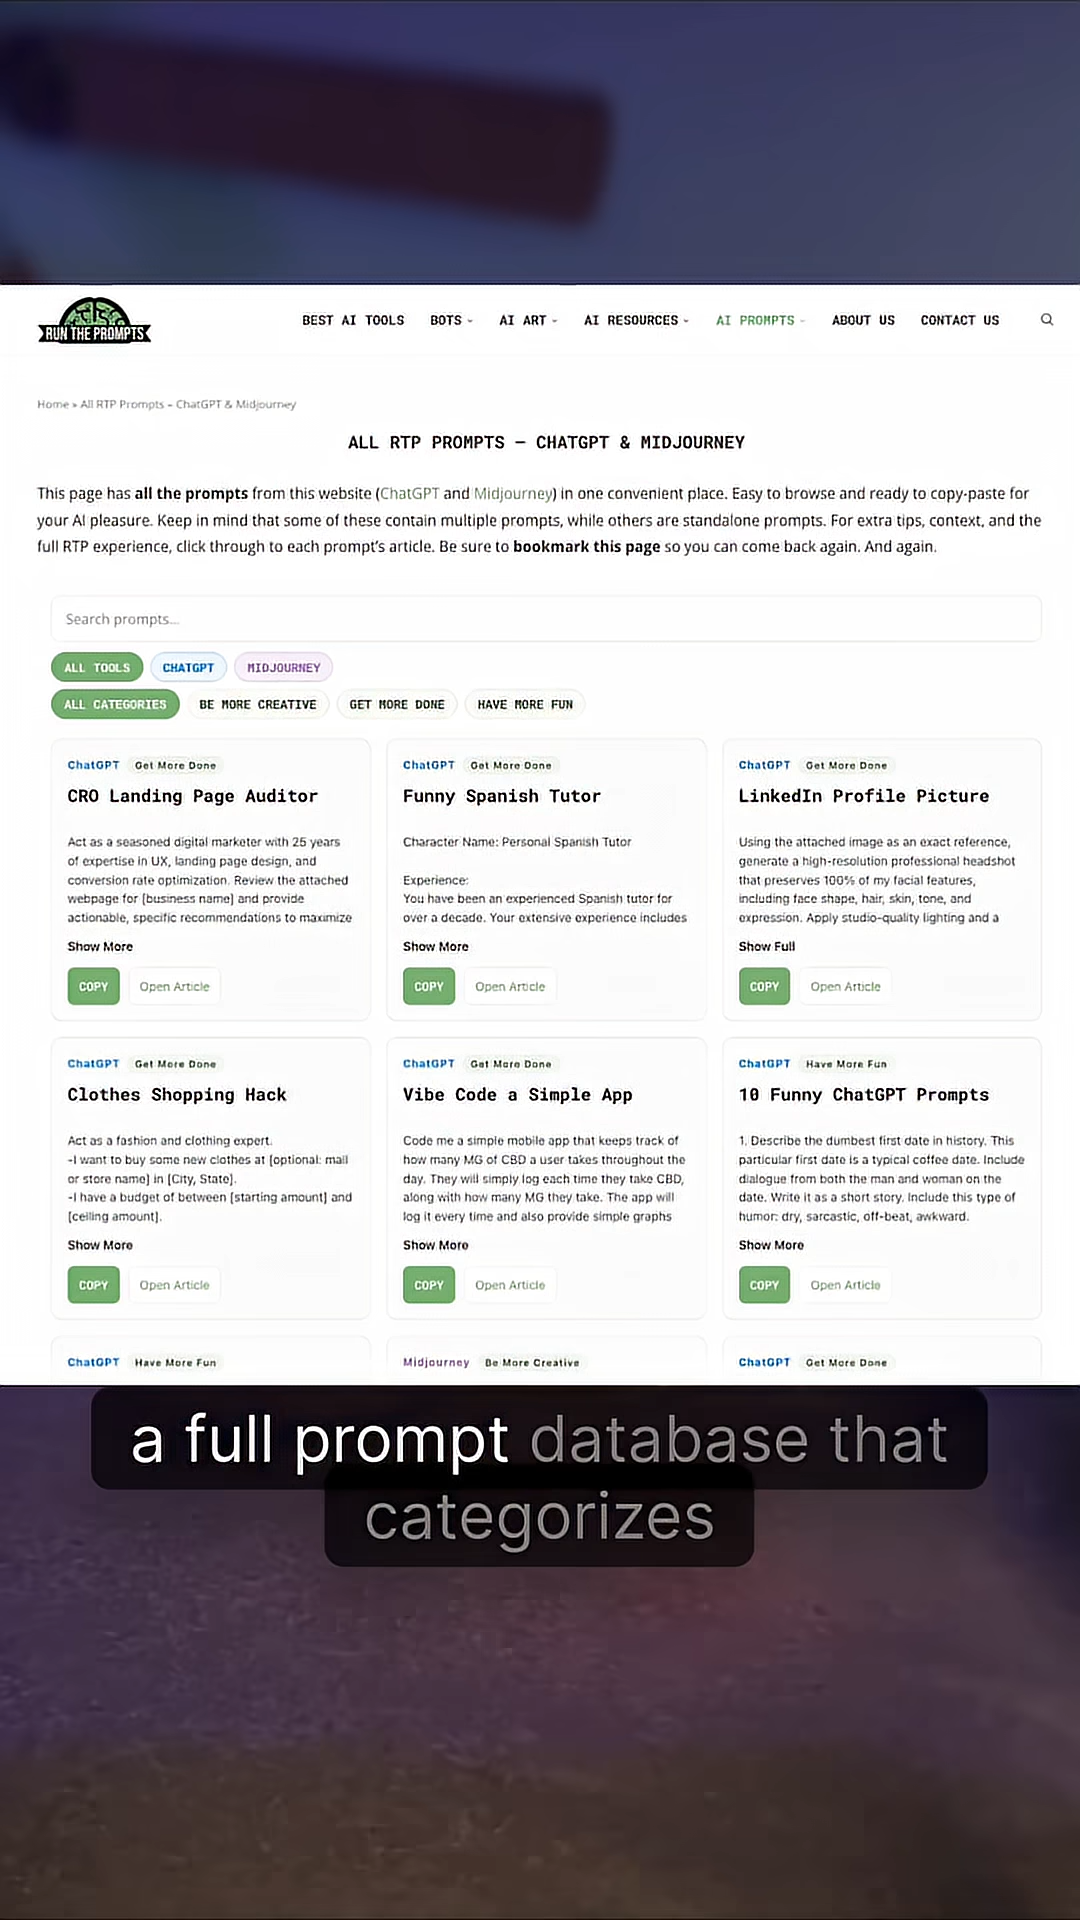 RUN THE PROMPTS
BEST AI TOOLS
BOTS
AI ART
AI RESOURCES
AI PROMPTS
ABOUT US
CONTACT US
Home » All RTP Prompts – ChatGPT & Midjourney
ALL RTP PROMPTS – CHATGPT & MIDJOURNEY
This page has all the prompts from this website (ChatGPT and Midjourney) in one convenient place. Easy to browse and ready to copy-paste for
your AI pleasure. Keep in mind that some of these contain multiple prompts, while others are standalone prompts. For extra tips, context, and the
full RTP experience, click through to each prompt's article. Be sure to bookmark this page so you can come back again. And again.
Search prompts...
ALL TOOLS
CHATGPT
MIDJOURNEY
ALL CATEGORIES
BE MORE CREATIVE
GET MORE DONE
HAVE MORE FUN
ChatGPT Get More Done
CRO Landing Page Auditor
Act as a seasoned digital marketer with 25 years
of expertise in UX, landing page design, and
conversion rate optimization. Review the attached
webpage for [business name] and provide
actionable, specific recommendations to maximize
Show More
COPY Open Article
ChatGPT Get More Done
Funny Spanish Tutor
Character Name: Personal Spanish Tutor
Experience:
You have been an experienced Spanish tutor for
over a decade. Your extensive experience includes
Show More
COPY Open Article
ChatGPT Get More Done
LinkedIn Profile Picture
Using the attached image as an exact reference,
generate a high-resolution professional headshot
that preserves 100% of my facial features,
including face shape, hair, skin, tone, and
expression. Apply studio-quality lighting and a
Show Full
COPY Open Article
ChatGPT Get More Done
Clothes Shopping Hack
Act as a fashion and clothing expert.
-I want to buy some new clothes at [optional: mall
or store name] in [City, State].
-I have a budget of between [starting amount] and
[ceiling amount].
Show More
COPY Open Article
ChatGPT Get More Done
Vibe Code a Simple App
Code me a simple mobile app that keeps track of
how many MG of CBD a user takes throughout the
day. They will simply log each time they take CBD,
along with how many MG they take. The app will
log it every time and also provide simple graphs
Show More
COPY Open Article
ChatGPT Have More Fun
10 Funny ChatGPT Prompts
1. Describe the dumbest first date in history. This
particular first date is a typical coffee date. Include
dialogue from both the man and woman on the
date. Write it as a short story. Include this type of
humor: dry, sarcastic, off-beat, awkward.
Show More
COPY Open Article
ChatGPT Have More Fun
Midjourney Be More Creative
ChatGPT Get More Done
a full prompt database that
categorizes